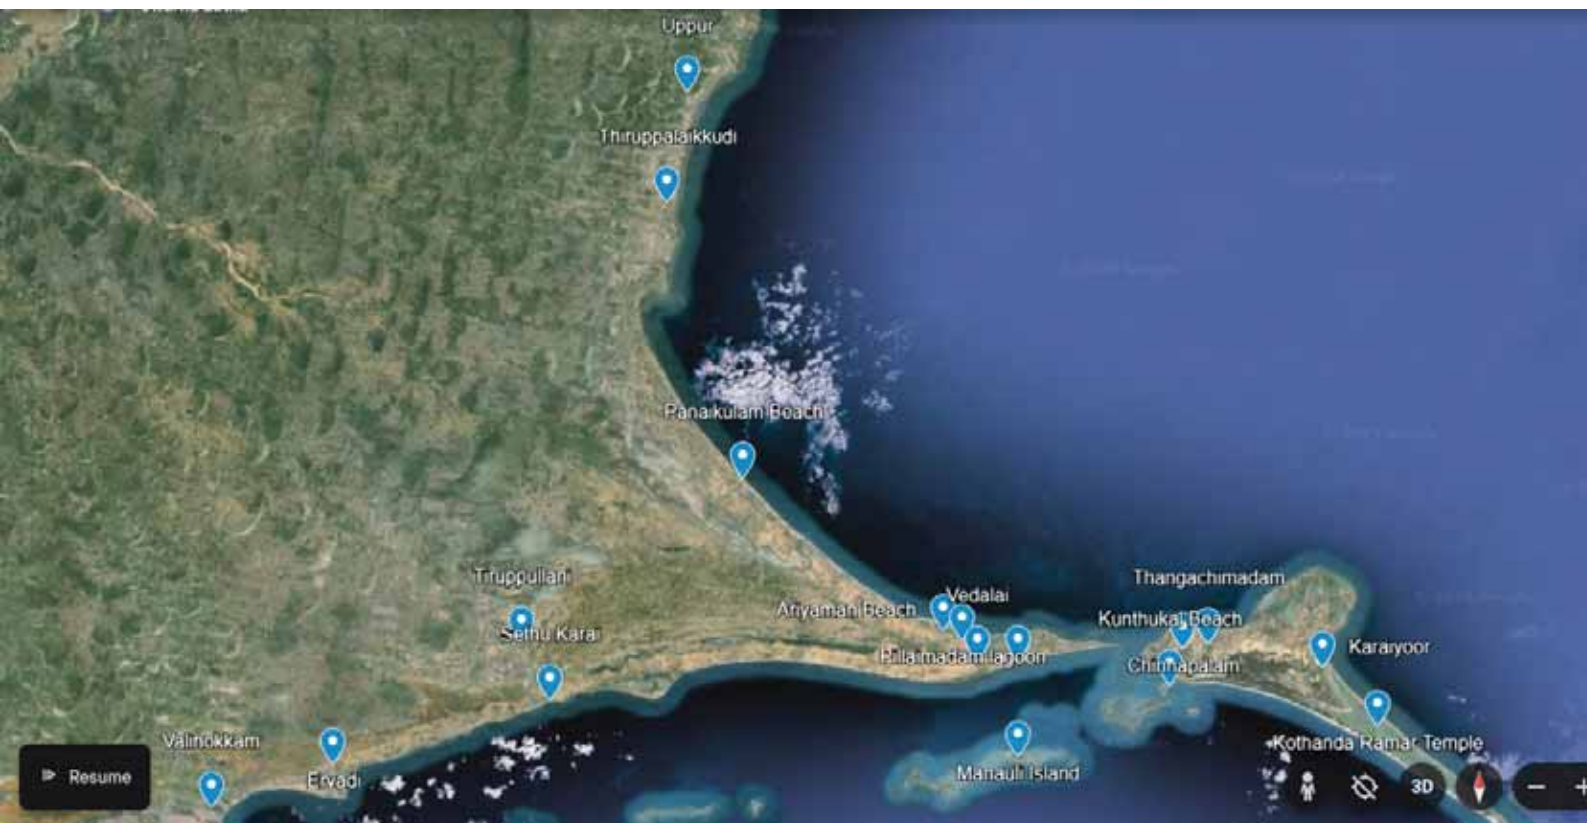 Uppur
Thiruppalaikkudi
Panaikulam Beach
Tiruppullani
Sethu Karai
Ariyaman Beach
Vedalai
Pillaimadam lagoon
Thangachimadam
Kunthukal Beach
Chinnapalam
Karaiyoor
Kothanda Ramar Temple
Manauli Island
Valinokkam
Ervadi
Resume
3D